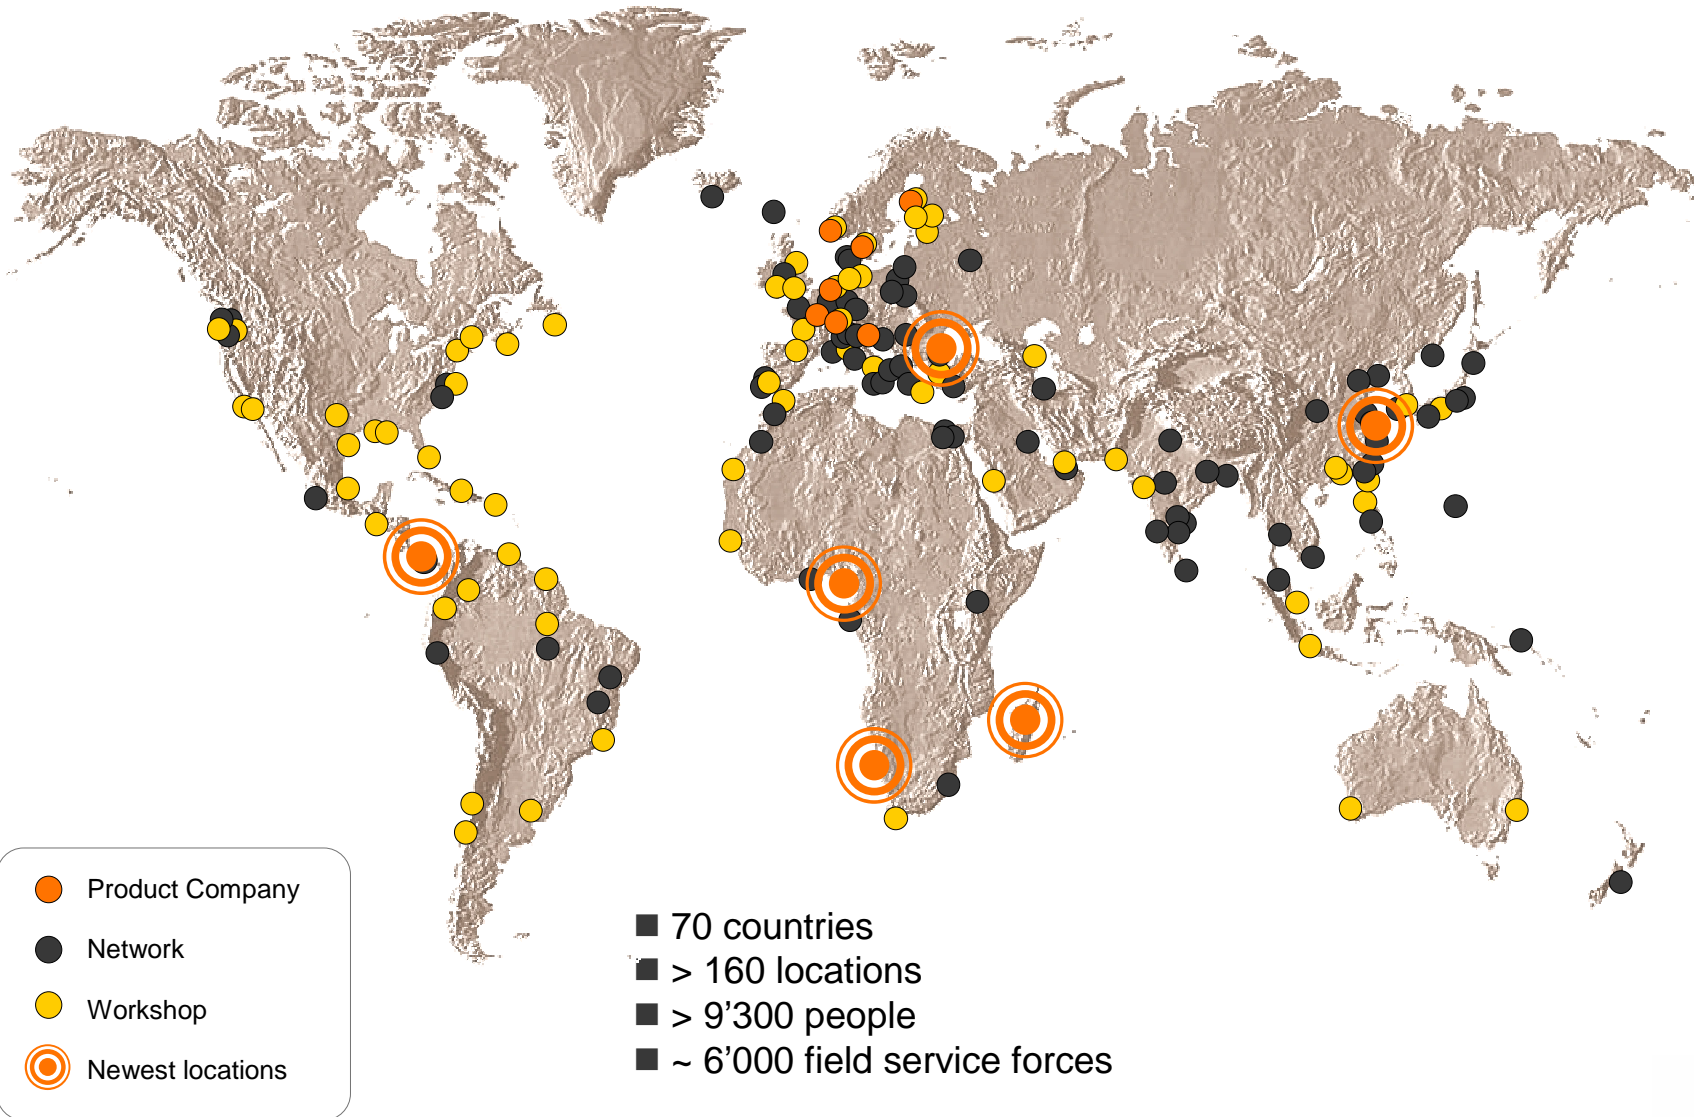 Product Company
Network
Workshop
Newest locations
70 countries
> 160 locations
> 9’300 people
~ 6’000 field service forces